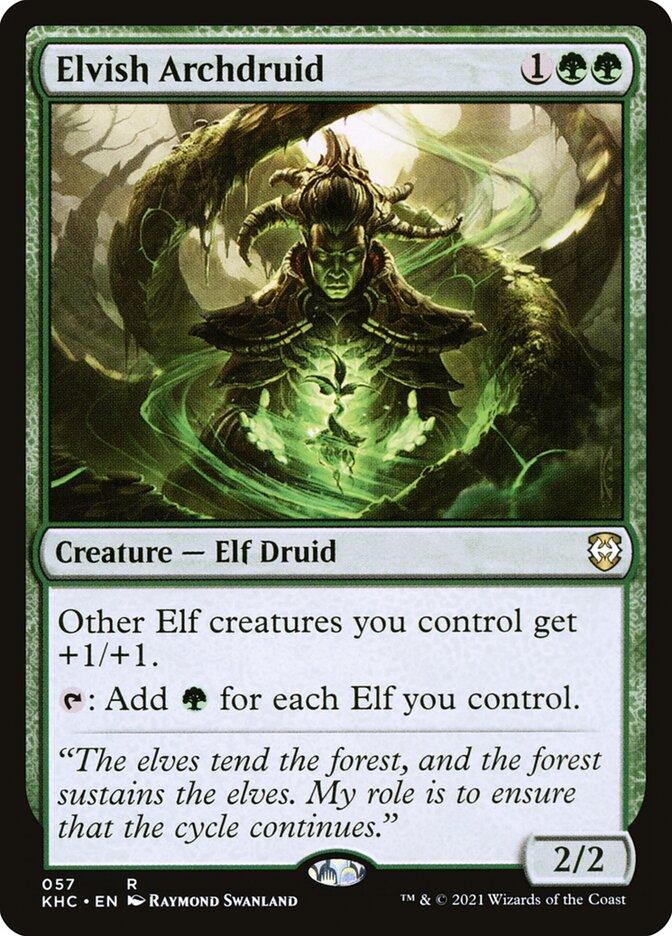 Elvish Archdruid 1
Creature — Elf Druid
Other Elf creatures you control get
+1/+1.
: Add for each Elf you control.
“The elves tend the forest, and the forest
sustains the elves. My role is to ensure
that the cycle continues.”
2/2
057 R
KHC • EN Raymond Swanland
™ & © 2021 Wizards of the Coast